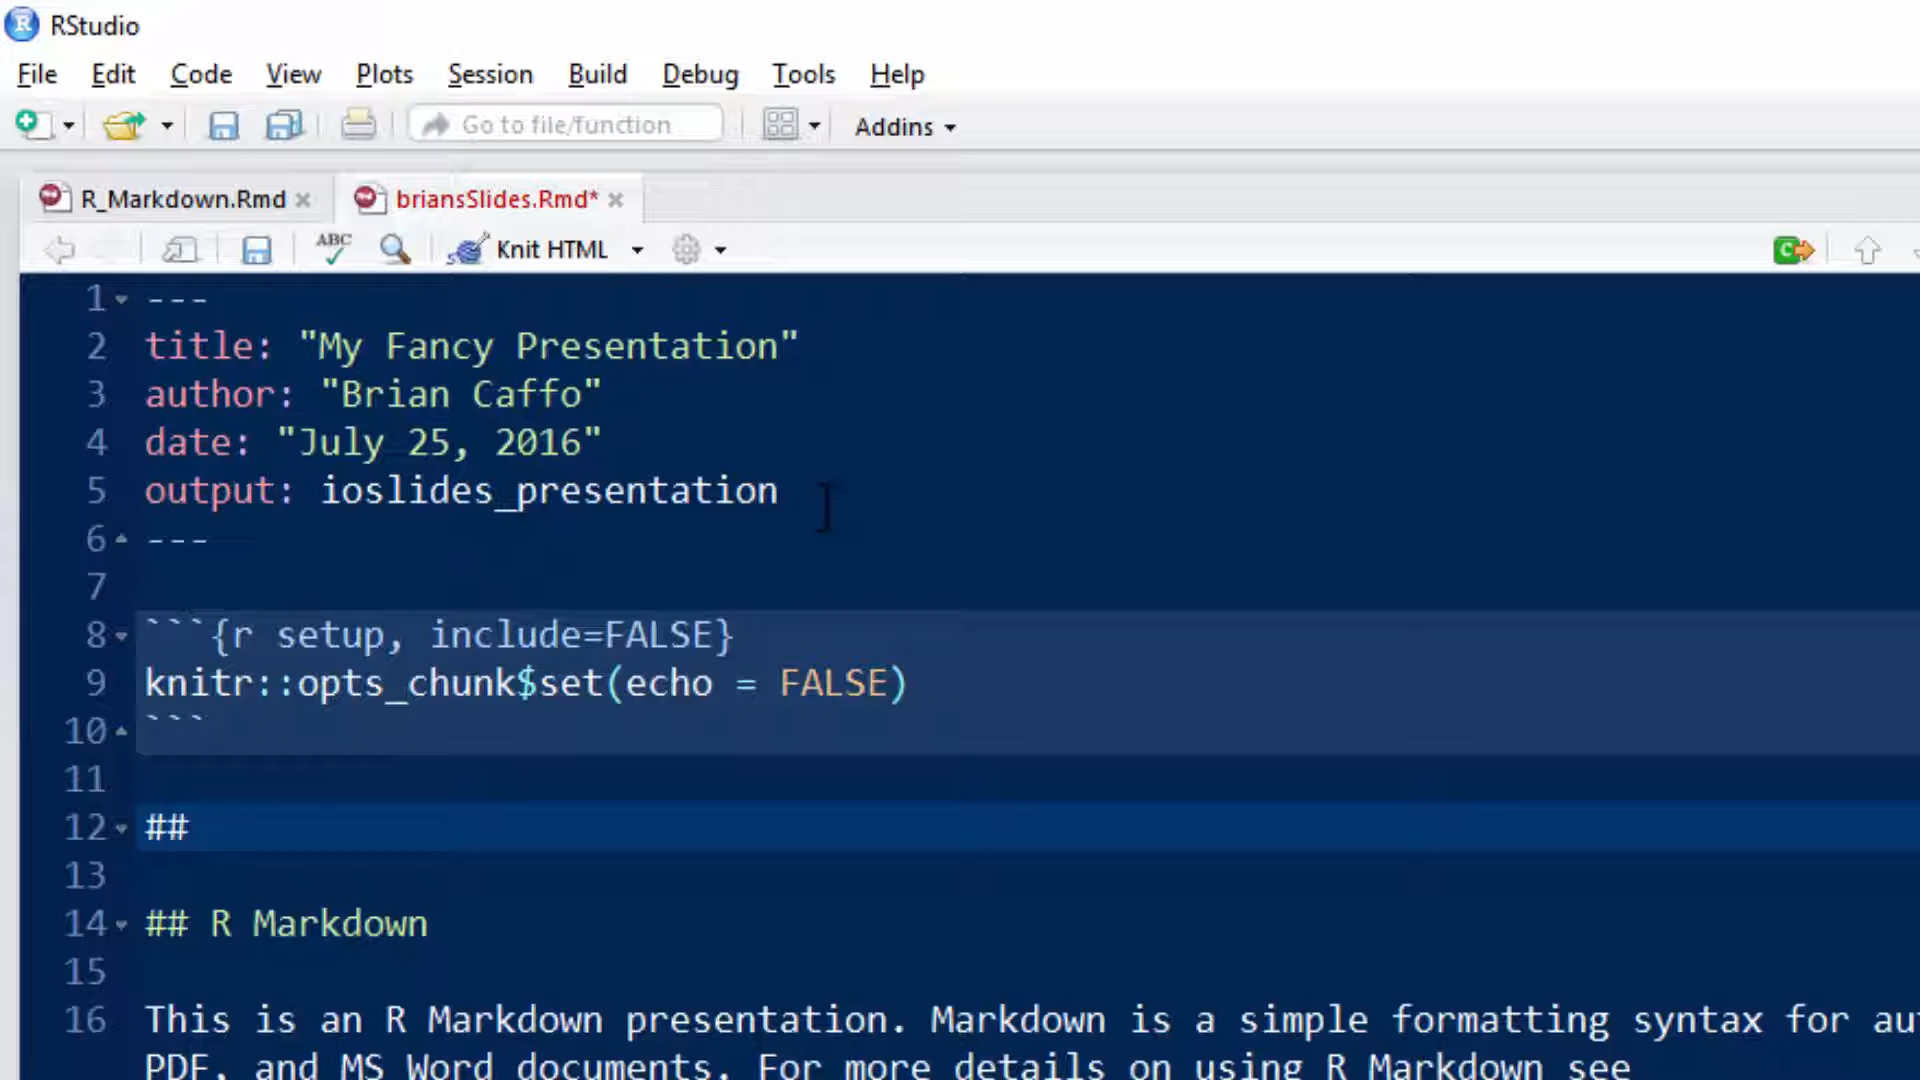 RStudio
File Edit Code View Plots Session Build Debug Tools Help
Go to file/function Addins
R_Markdown.Rmd briansSlides.Rmd*
ABC Knit HTML
1 ---
2 title: "My Fancy Presentation"
3 author: "Brian Caffo"
4 date: "July 25, 2016"
5 output: ioslides_presentation
6 ---
7
8 ```{r setup, include=FALSE}
9 knitr::opts_chunk$set(echo = FALSE)
10 ```
11
12 ##
13
14 ## R Markdown
15
16 This is an R Markdown presentation. Markdown is a simple formatting syntax for
PDF, and MS Word documents. For more details on using R Markdown see